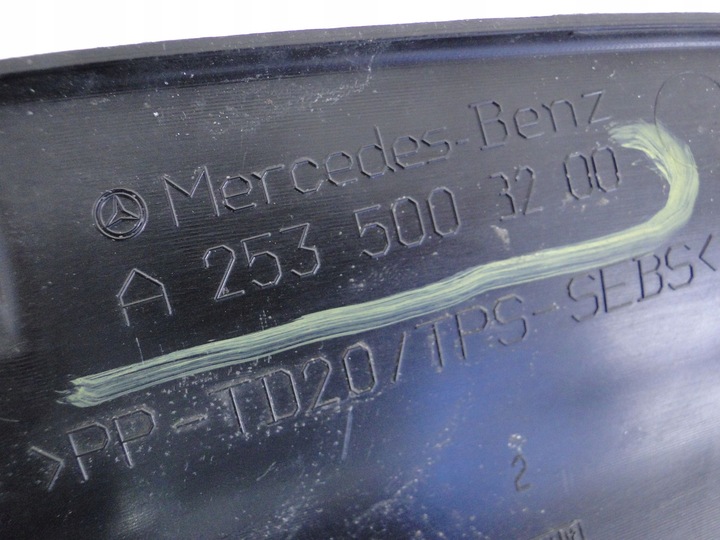 Mercedes-Benz
A 253 500 32 00
>PP-TD20/TPS-SEBS<
2